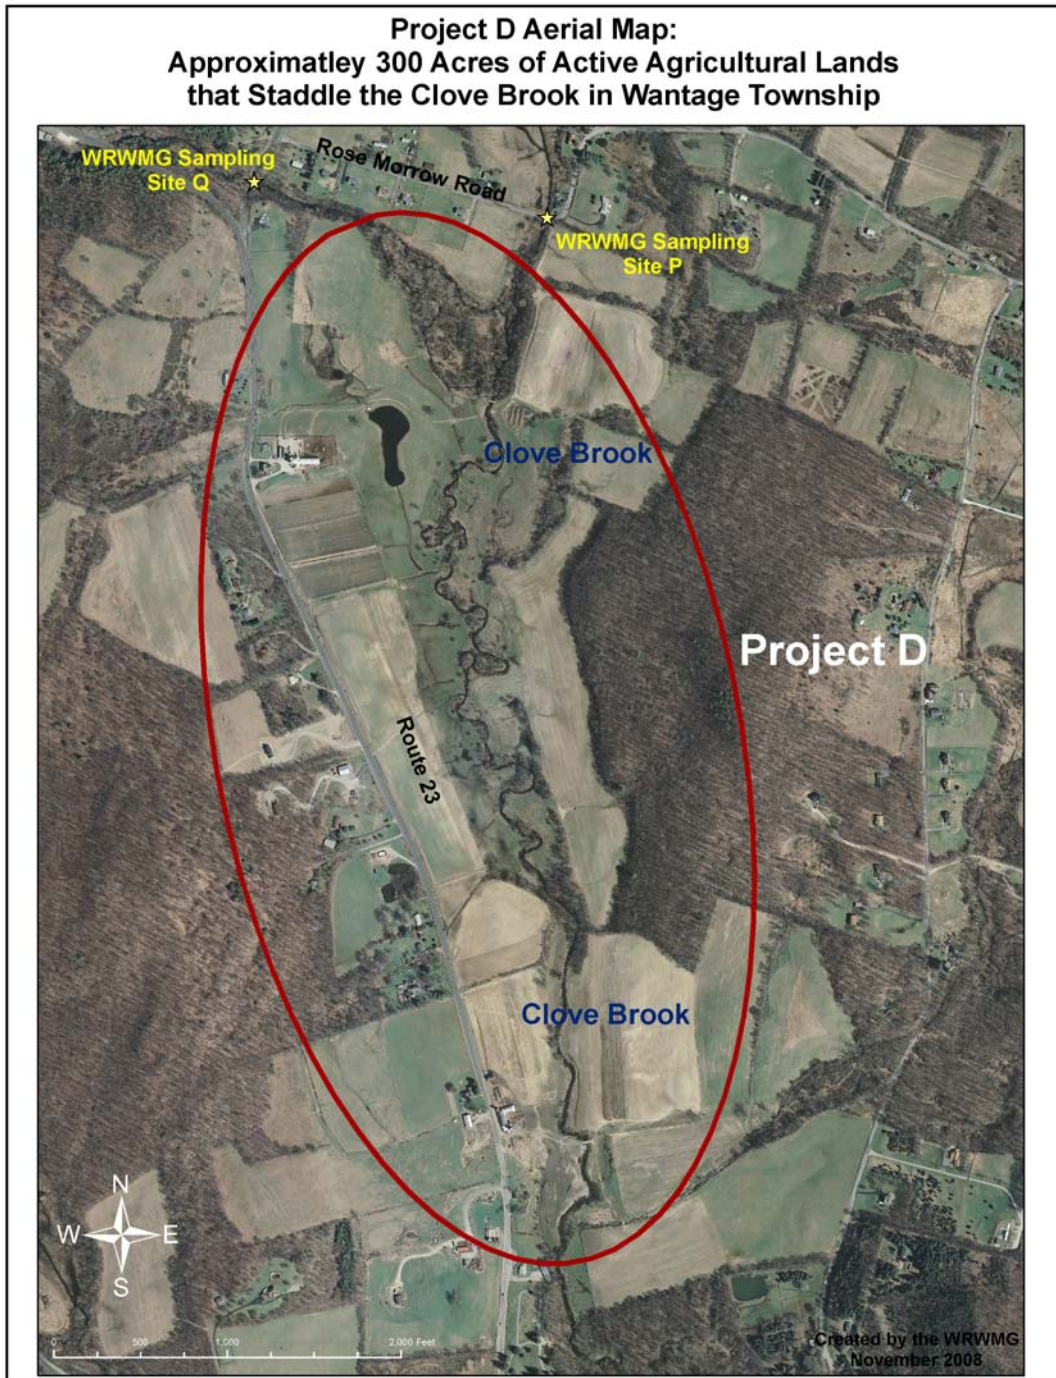 Project D Aerial Map:
Approximatley 300 Acres of Active Agricultural Lands
that Staddle the Clove Brook in Wantage Township
WRWMG Sampling
Site Q
Rose Morrow Road
WRWMG Sampling
Site P
Clove Brook
Project D
Route 23
Clove Brook
N
W E
S
0 500 1,000 2,000 Feet
Created by the WRWMG
November 2008